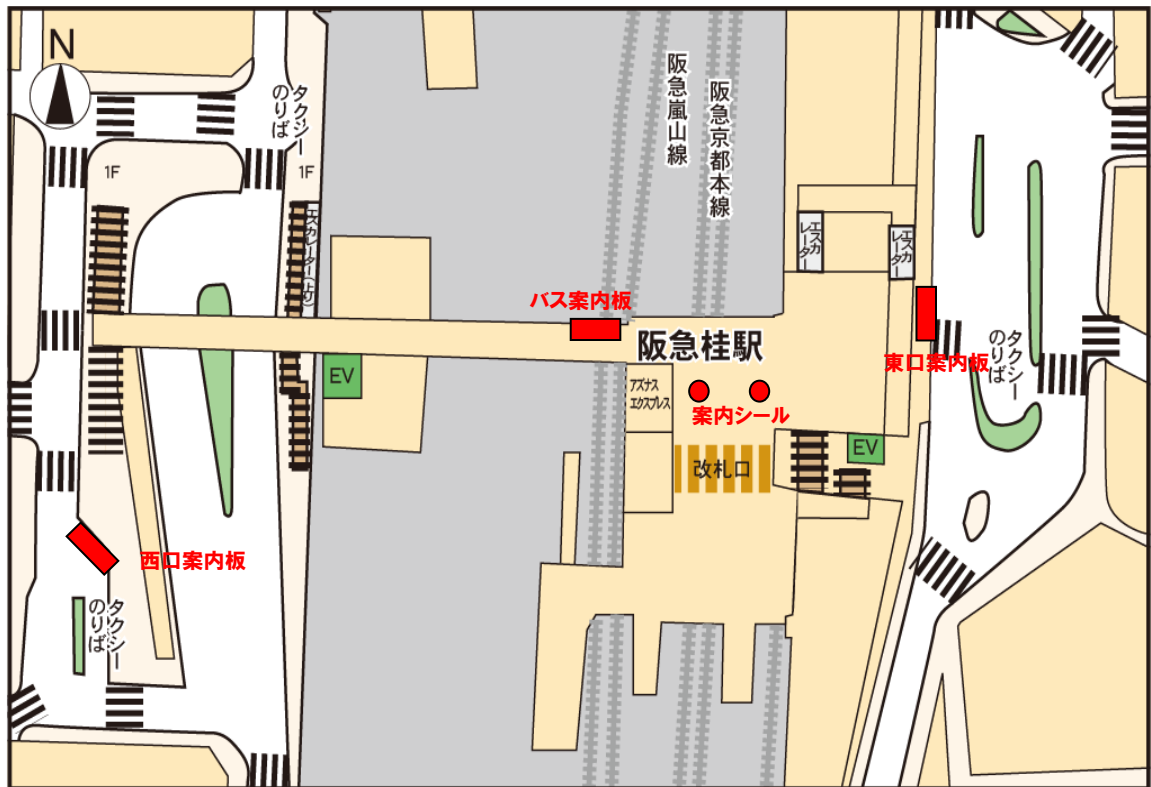 N
タクシー
のりば
阪急嵐山線
阪急京都本線
1F
1F
エスカレーター(上り)
エスカ
レーター
エスカ
レーター
バス案内板
阪急桂駅
東口案内板
タクシー
のりば
EV
アズナス
エクスプレス
案内シール
改札口
EV
西口案内板
タクシー
のりば